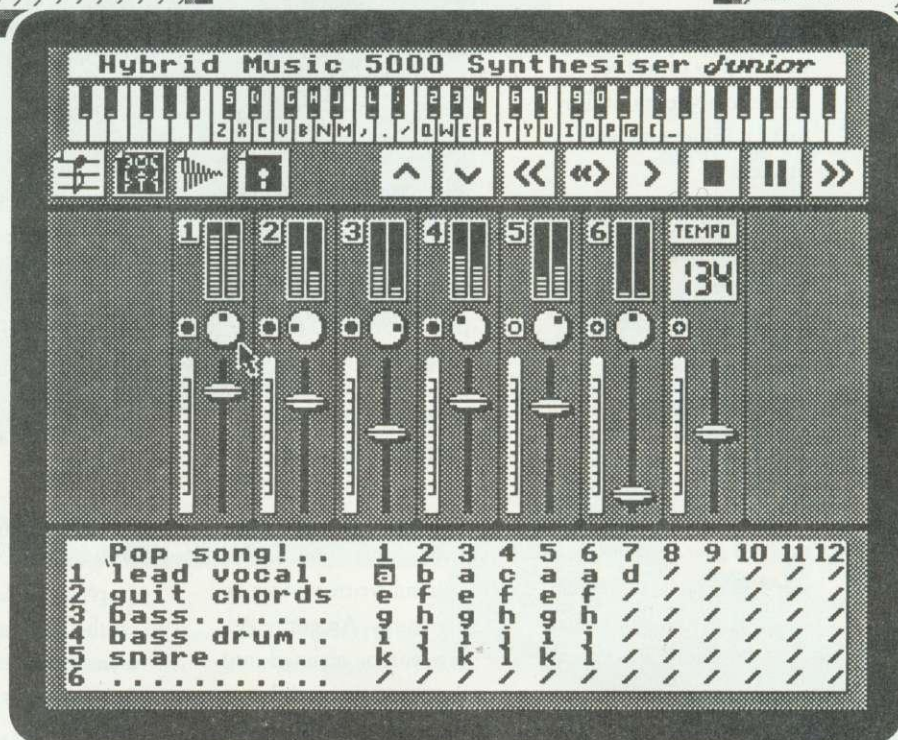 Hybrid Music 5000 Synthesiser Junior
S D G H J L ; 2 3 4 6 7 9 0 - \
Z X C V B N M , . / Q W E R T Y U I O P @ [ _
1 2 3 4 5 6 TEMPO
134
Pop song!.. 1 2 3 4 5 6 7 8 9 10 11 12
1 lead vocal. a b a c a a d / / / / /
2 guit chords e f e f e f / / / / / /
3 bass....... g h g h g h / / / / / /
4 bass drum.. i j i j i j / / / / / /
5 snare...... k l k l k l / / / / / /
6 ........... / / / / / / / / / / / /